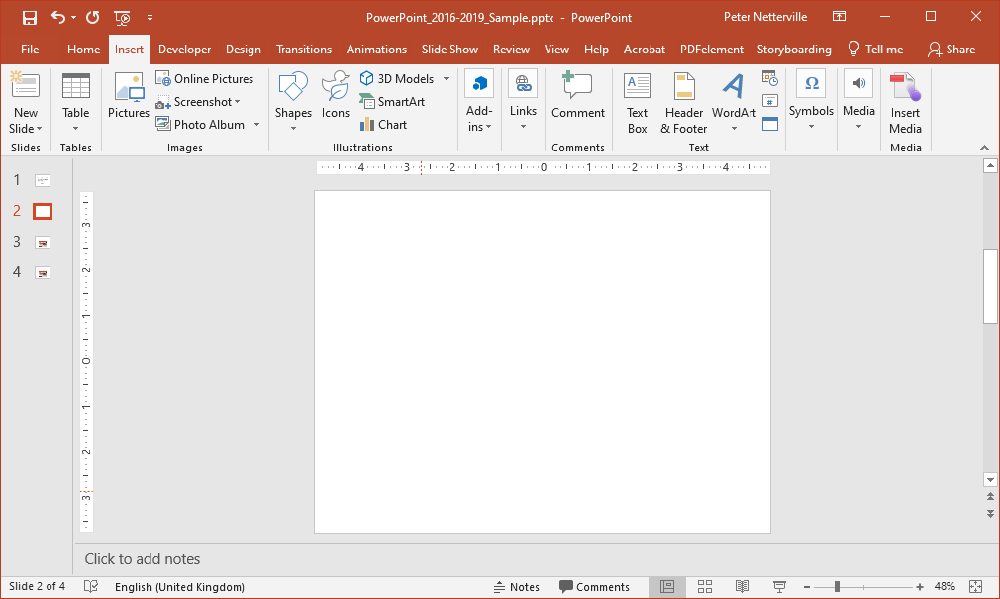 PowerPoint_2016-2019_Sample.pptx - PowerPoint
Peter Netterville
File Home Insert Developer Design Transitions Animations Slide Show Review View Help Acrobat PDFelement Storyboarding Tell me Share
New Slide
Slides
Table
Tables
Pictures
Online Pictures
Screenshot
Photo Album
Images
Shapes
Icons
3D Models
SmartArt
Chart
Illustrations
Add-ins
Links
Comment
Comments
Text Box
Header & Footer
WordArt
Text
Symbols
Media
Insert Media
Media
4 3 2 1 0 1 2 3 4
1
2
3
4
3
2
1
0
1
2
3
Click to add notes
Slide 2 of 4 English (United Kingdom) Notes Comments 48%